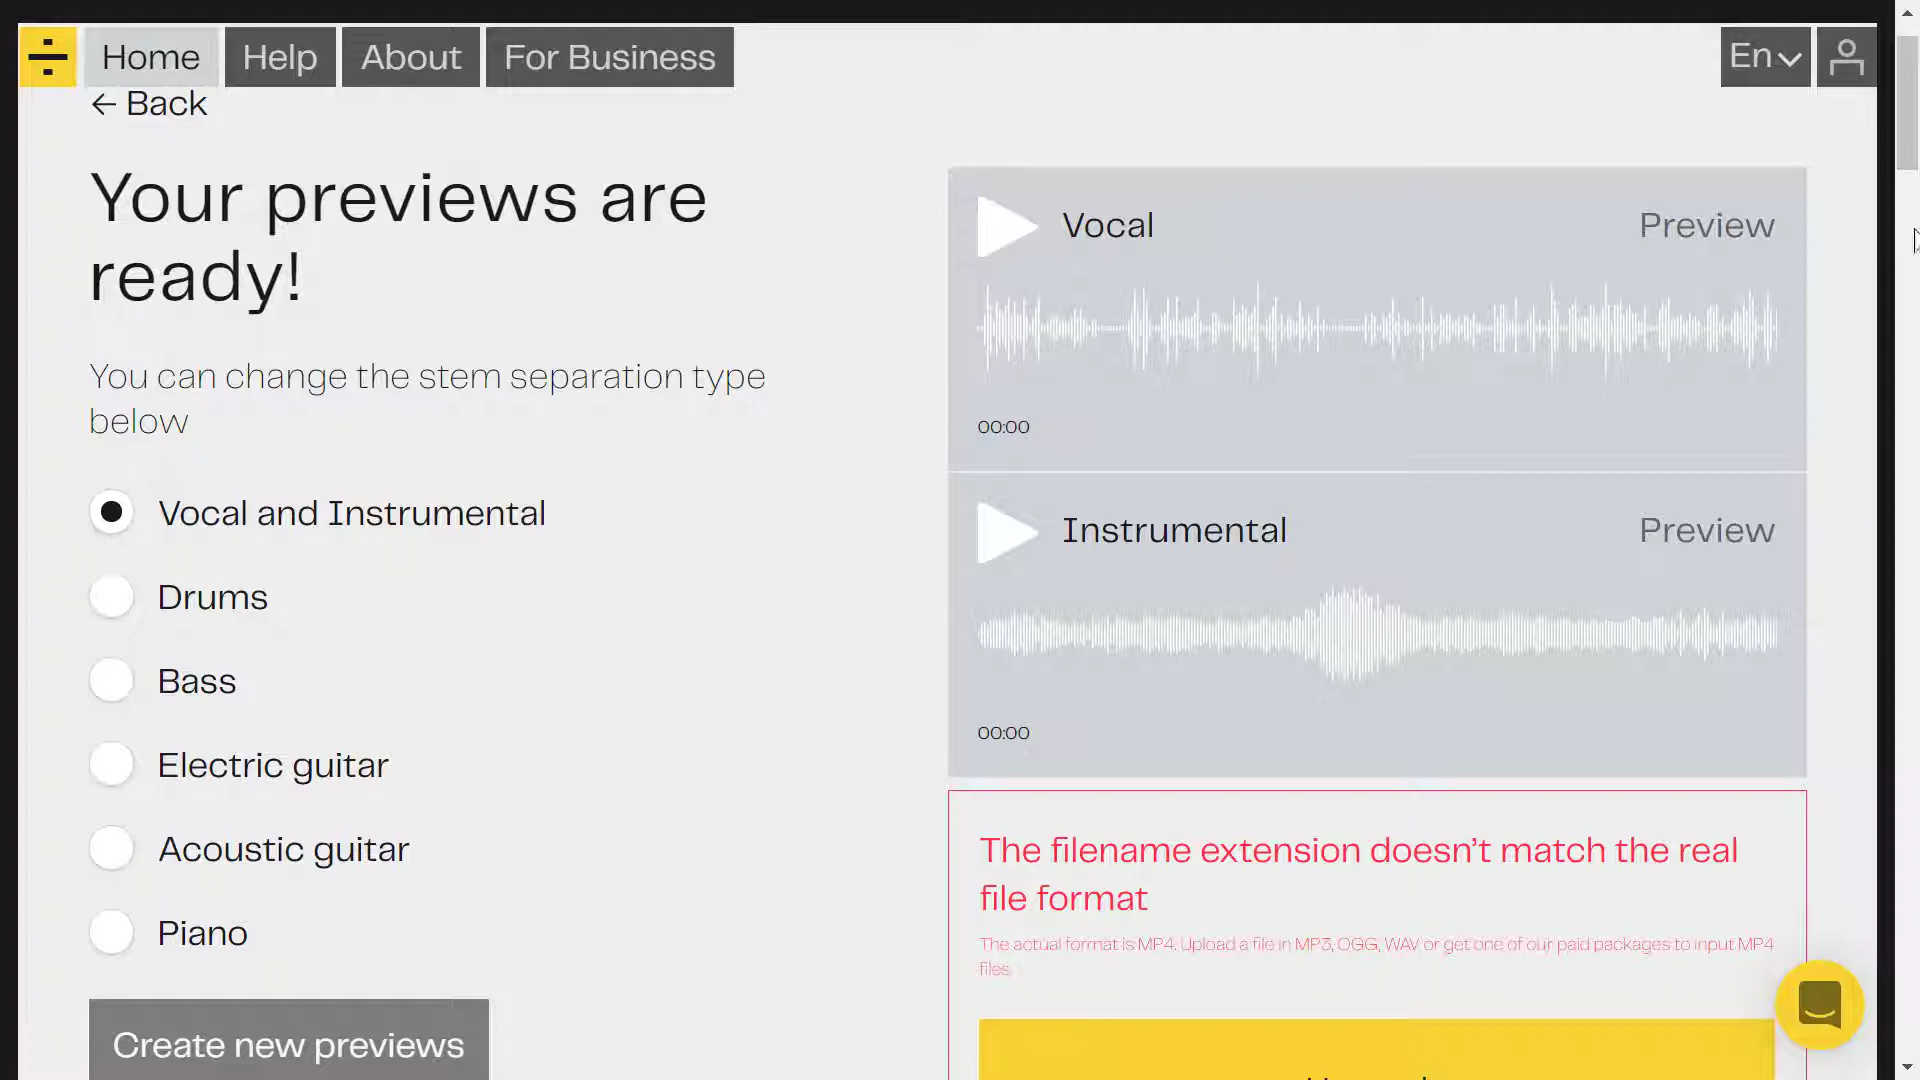 Home
Help
About
For Business
En
← Back
Your previews are
ready!
You can change the stem separation type
below
Vocal and Instrumental
Drums
Bass
Electric guitar
Acoustic guitar
Piano
Create new previews
Vocal
Preview
00:00
Instrumental
Preview
00:00
The filename extension doesn't match the real
file format
The actual format is MP4. Upload a file in MP3, OGG, WAV or get one of our paid packages to input MP4
files